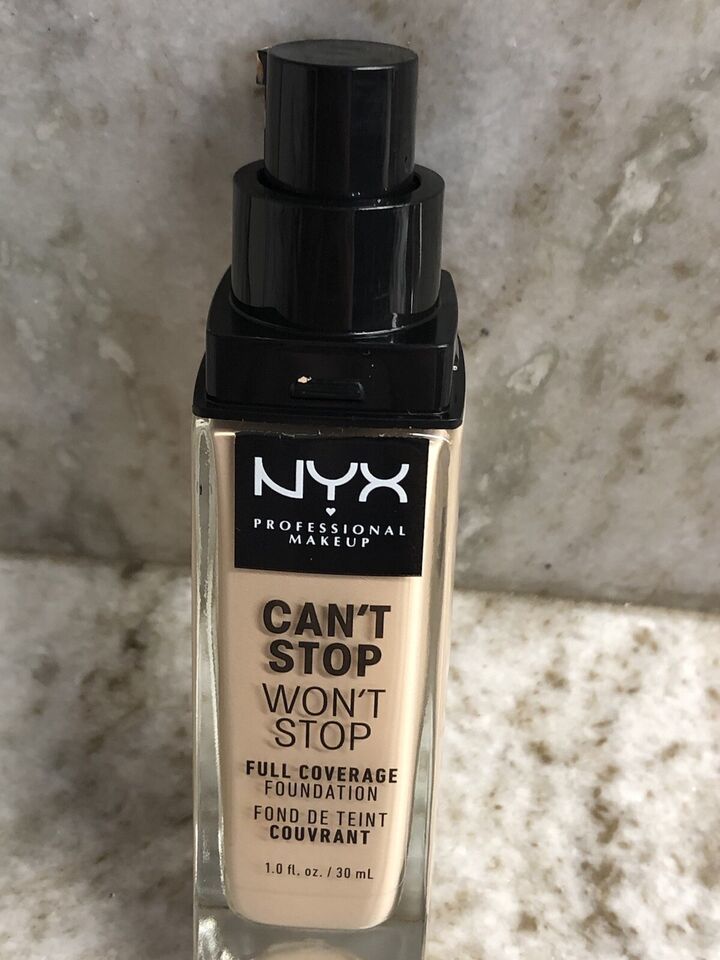 NYX
PROFESSIONAL
MAKEUP
CAN'T
STOP
WON'T
STOP
FULL COVERAGE
FOUNDATION
FOND DE TEINT
COUVRANT
1.0 fl. oz. / 30 mL